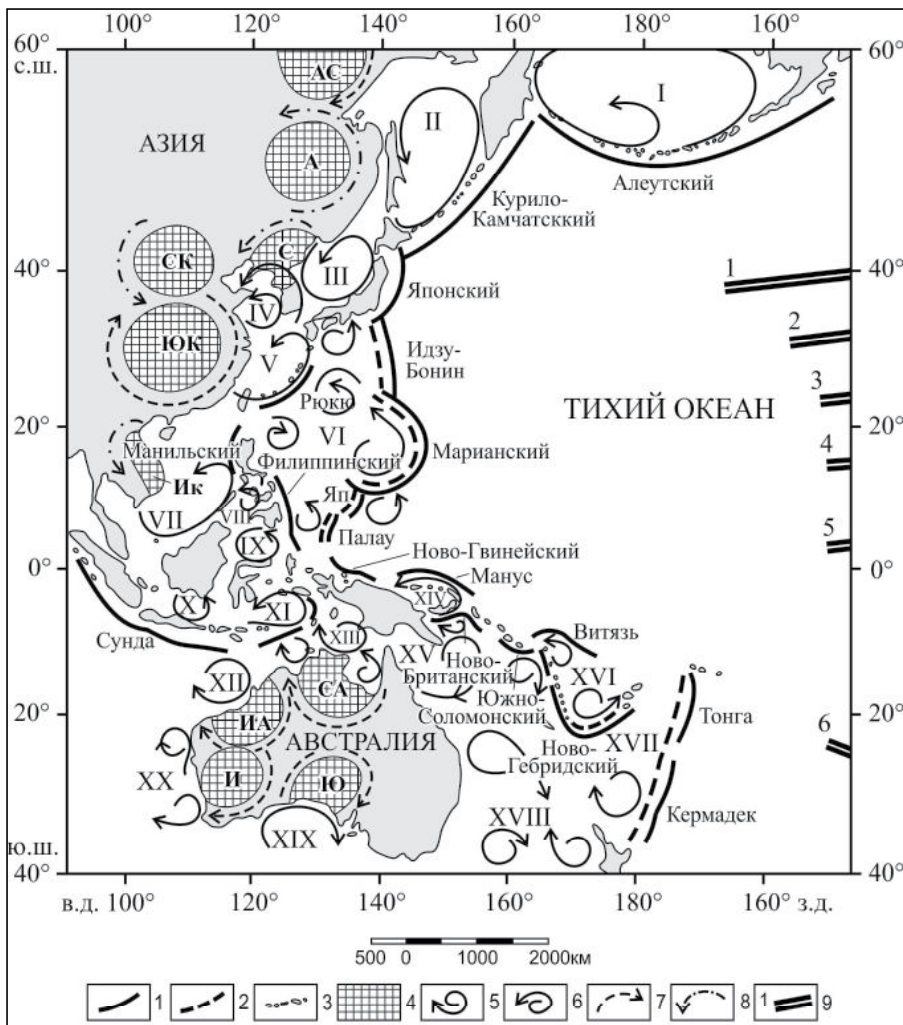 100° 120° 140° 160° 180° 160°
60° 60°
с.ш.
АС
I
II
АЗИЯ
А
Алеутский
Курило-
Камчатсккий
СК
С
III
40° 40°
1
IV
Японский
ЮК
V
2
Идзу-
Бонин
Рюкю
3
20° 20°
VI
ТИХИЙ ОКЕАН
Манильский
Филиппинский
Марианский
4
Ик
VII
VIII
Яп
IX
Палау
5
Ново-Гвинейский
0° 0°
Манус
X
XI
XIV
Сунда
XIII
XV
Витязь
Ново-
Британский
XII
СА
XVI
Южно-
Соломонский
ИА
АВСТРАЛИЯ
Тонга
20° 20°
XVII
6
Ново-
Гебридский
XX
И
Ю
Кермадек
XVIII
XIX
ю.ш.
40° 40°
в.д. 100° 120° 140° 160° 180° 160° з.д.
500 0 1000 2000км
1 2 3 4 5 6 7 8 1 9